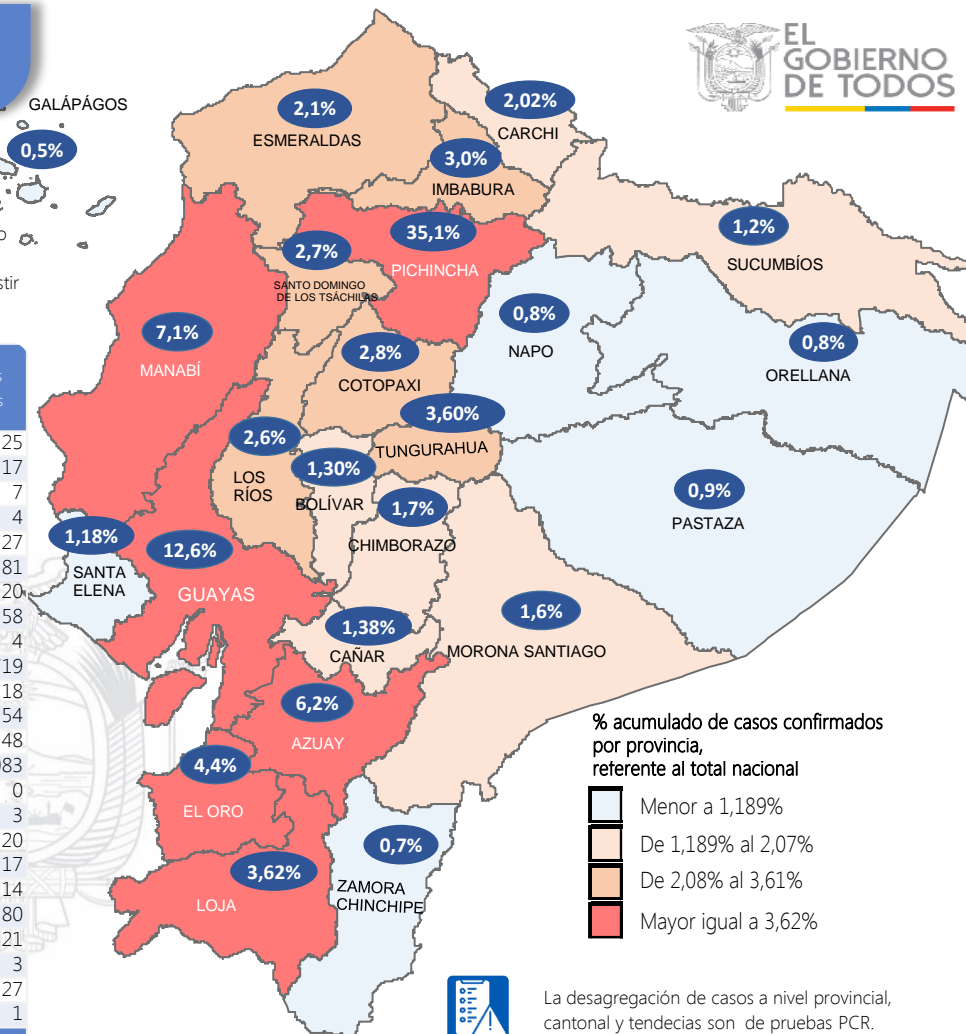 EL
GOBIERNO
DE TODOS
GALÁPÁGOS
0,5%
2,1%
ESMERALDAS
2,02%
CARCHI
3,0%
IMBABURA
1,2%
SUCUMBÍOS
35,1%
PICHINCHA
2,7%
SANTO DOMINGO
DE LOS TSÁCHILAS
7,1%
MANABÍ
0,8%
NAPO
0,8%
ORELLANA
2,8%
COTOPAXI
3,60%
TUNGURAHUA
2,6%
LOS
RÍOS
1,30%
BOLÍVAR
1,7%
CHIMBORAZO
0,9%
PASTAZA
1,18%
SANTA
ELENA
12,6%
GUAYAS
1,38%
CAÑAR
1,6%
MORONA SANTIAGO
6,2%
AZUAY
4,4%
EL ORO
3,62%
LOJA
0,7%
ZAMORA
CHINCHIPE
% acumulado de casos confirmados
por provincia,
referente al total nacional
Menor a 1,189%
De 1,189% al 2,07%
De 2,08% al 3,61%
Mayor igual a 3,62%
La desagregación de casos a nivel provincial,
cantonal y tendecias son de pruebas PCR.
25
17
7
4
27
81
20
58
4
19
18
54
48
83
0
3
20
17
14
80
21
3
27
1